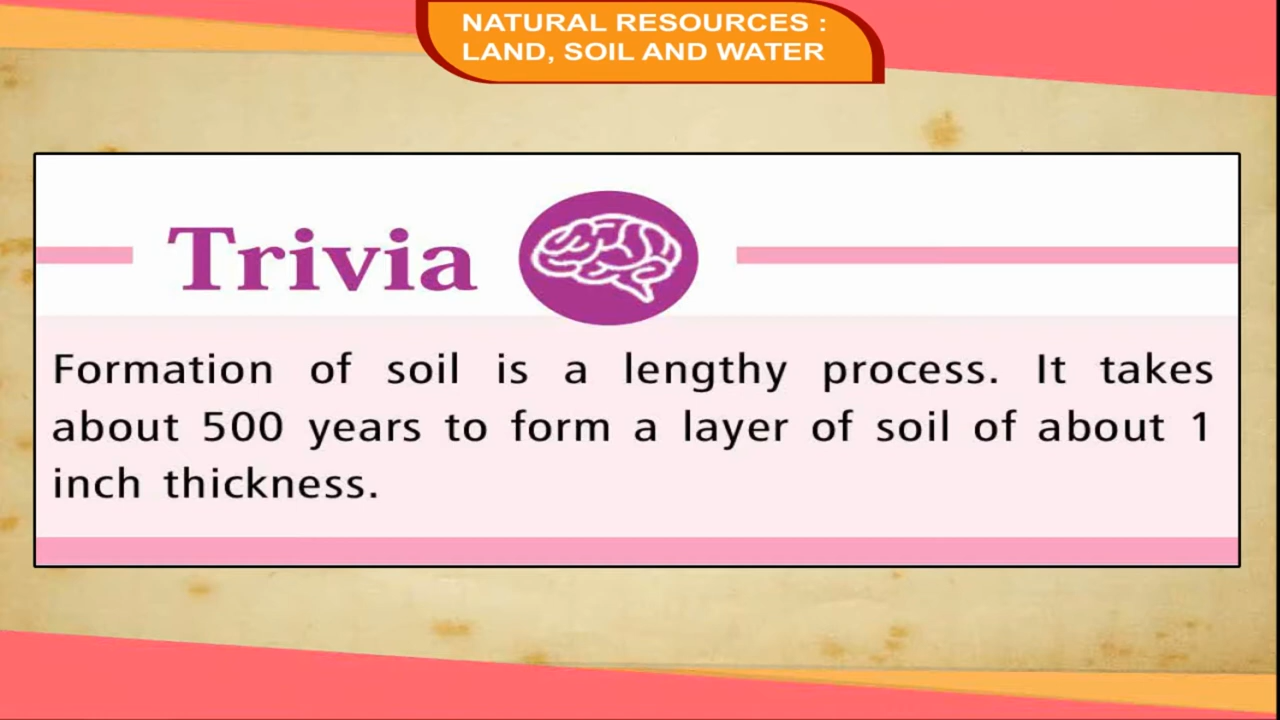 NATURAL RESOURCES :
LAND, SOIL AND WATER
Trivia
Formation of soil is a lengthy process. It takes
about 500 years to form a layer of soil of about 1
inch thickness.